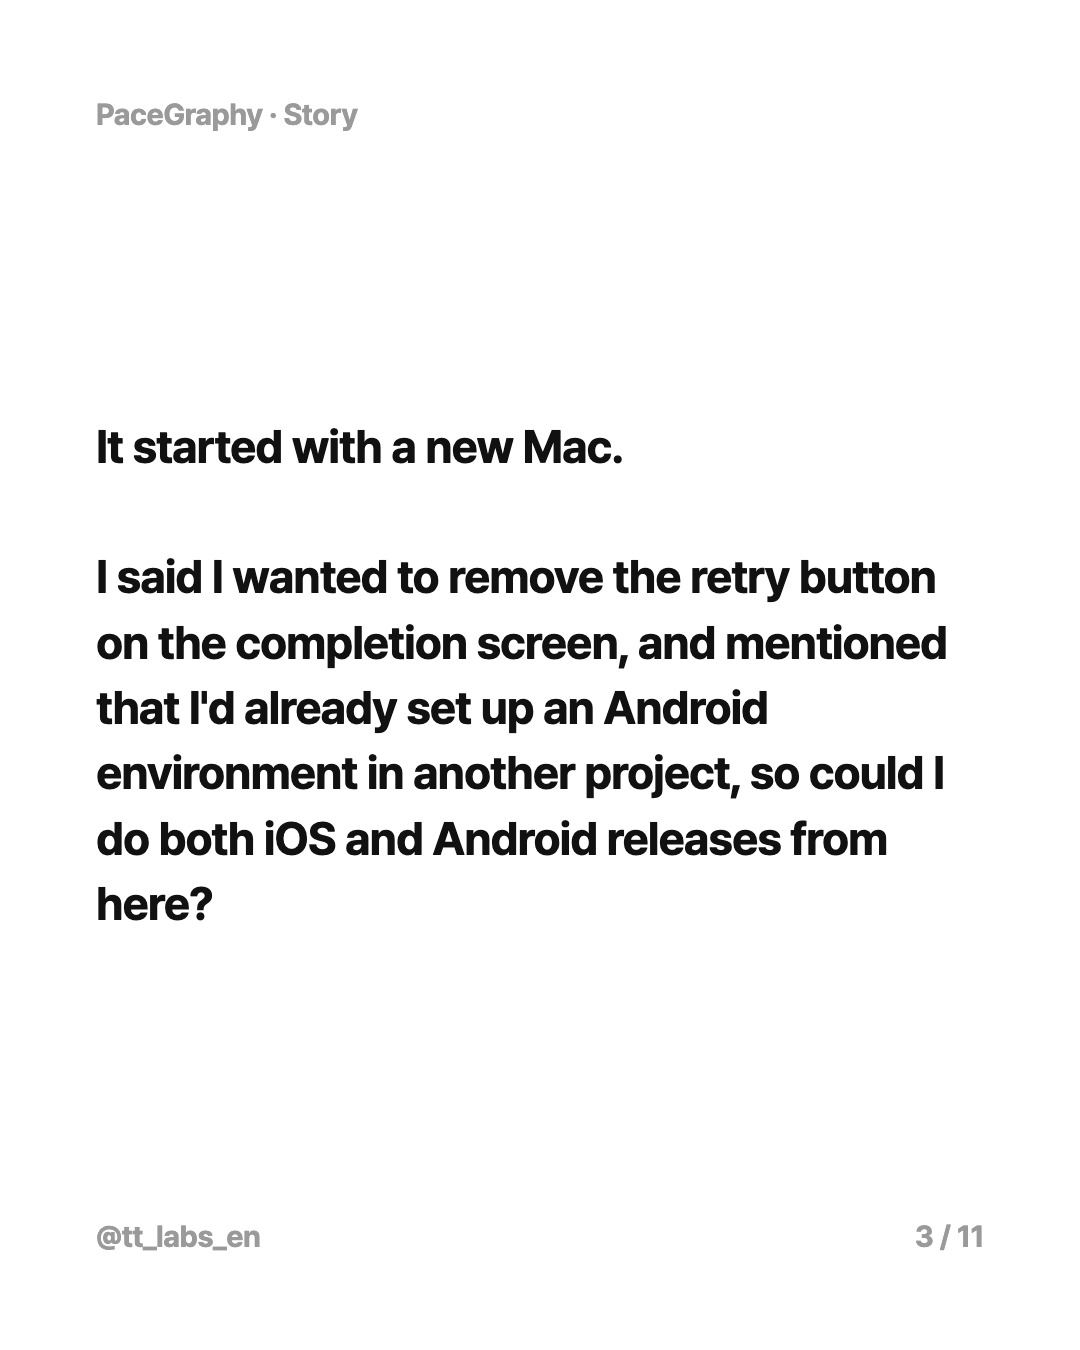 PaceGraphy · Story
It started with a new Mac.
I said I wanted to remove the retry button
on the completion screen, and mentioned
that I'd already set up an Android
environment in another project, so could I
do both iOS and Android releases from
here?
@tt_labs_en
3 / 11